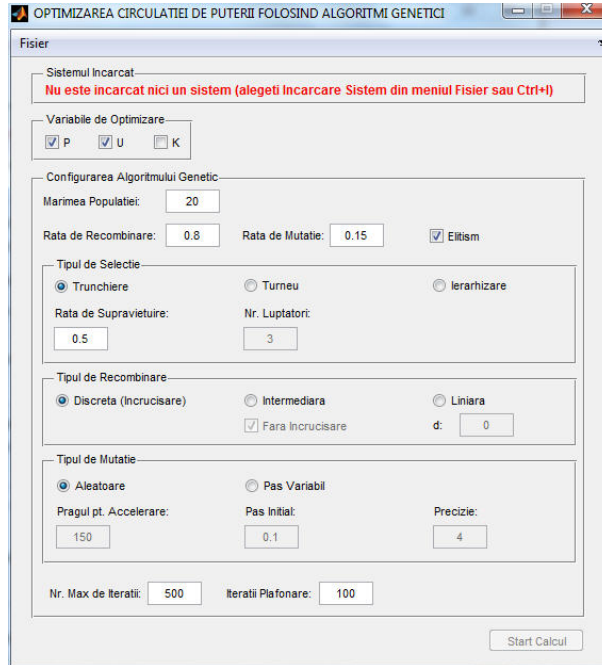 OPTIMIZAREA CIRCULATIEI DE PUTERII FOLOSIND ALGORITMI GENETICI
Fisier
Sistemul Incarcat
Nu este incarcat nici un sistem (alegeti Incarcare Sistem din meniul Fisier sau Ctrl+I)
Variabile de Optimizare
P U K
Configurarea Algoritmului Genetic
Marimea Populatiei: 20
Rata de Recombinare: 0.8 Rata de Mutatie: 0.15 Elitism
Tipul de Selectie
Trunchiere Turneu Ierarhizare
Rata de Supravietuire: Nr. Luptatori:
0.5 3
Tipul de Recombinare
Discreta (Incrucisare) Intermediara Liniara
Fara Incrucisare d: 0
Tipul de Mutatie
Aleatoare Pas Variabil
Pragul pt. Accelerare: Pas Initial: Precizie:
150 0.1 4
Nr. Max de Iteratii: 500 Iteratii Plafonare: 100
Start Calcul